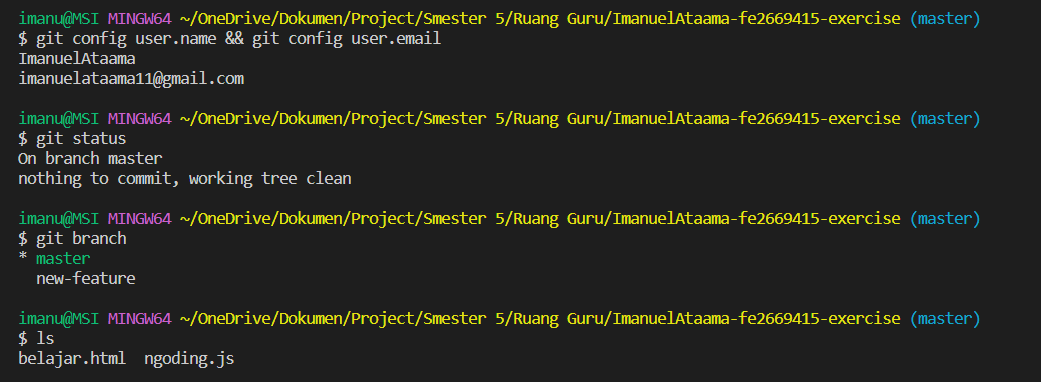 imanu@MSI MINGW64 ~/OneDrive/Dokumen/Project/Smester 5/Ruang Guru/ImanuelAtaama-fe2669415-exercise (master)
$ git config user.name && git config user.email
ImanuelAtaama
imanuelataama11@gmail.com
imanu@MSI MINGW64 ~/OneDrive/Dokumen/Project/Smester 5/Ruang Guru/ImanuelAtaama-fe2669415-exercise (master)
$ git status
On branch master
nothing to commit, working tree clean
imanu@MSI MINGW64 ~/OneDrive/Dokumen/Project/Smester 5/Ruang Guru/ImanuelAtaama-fe2669415-exercise (master)
$ git branch
* master
  new-feature
imanu@MSI MINGW64 ~/OneDrive/Dokumen/Project/Smester 5/Ruang Guru/ImanuelAtaama-fe2669415-exercise (master)
$ ls
belajar.html  ngoding.js